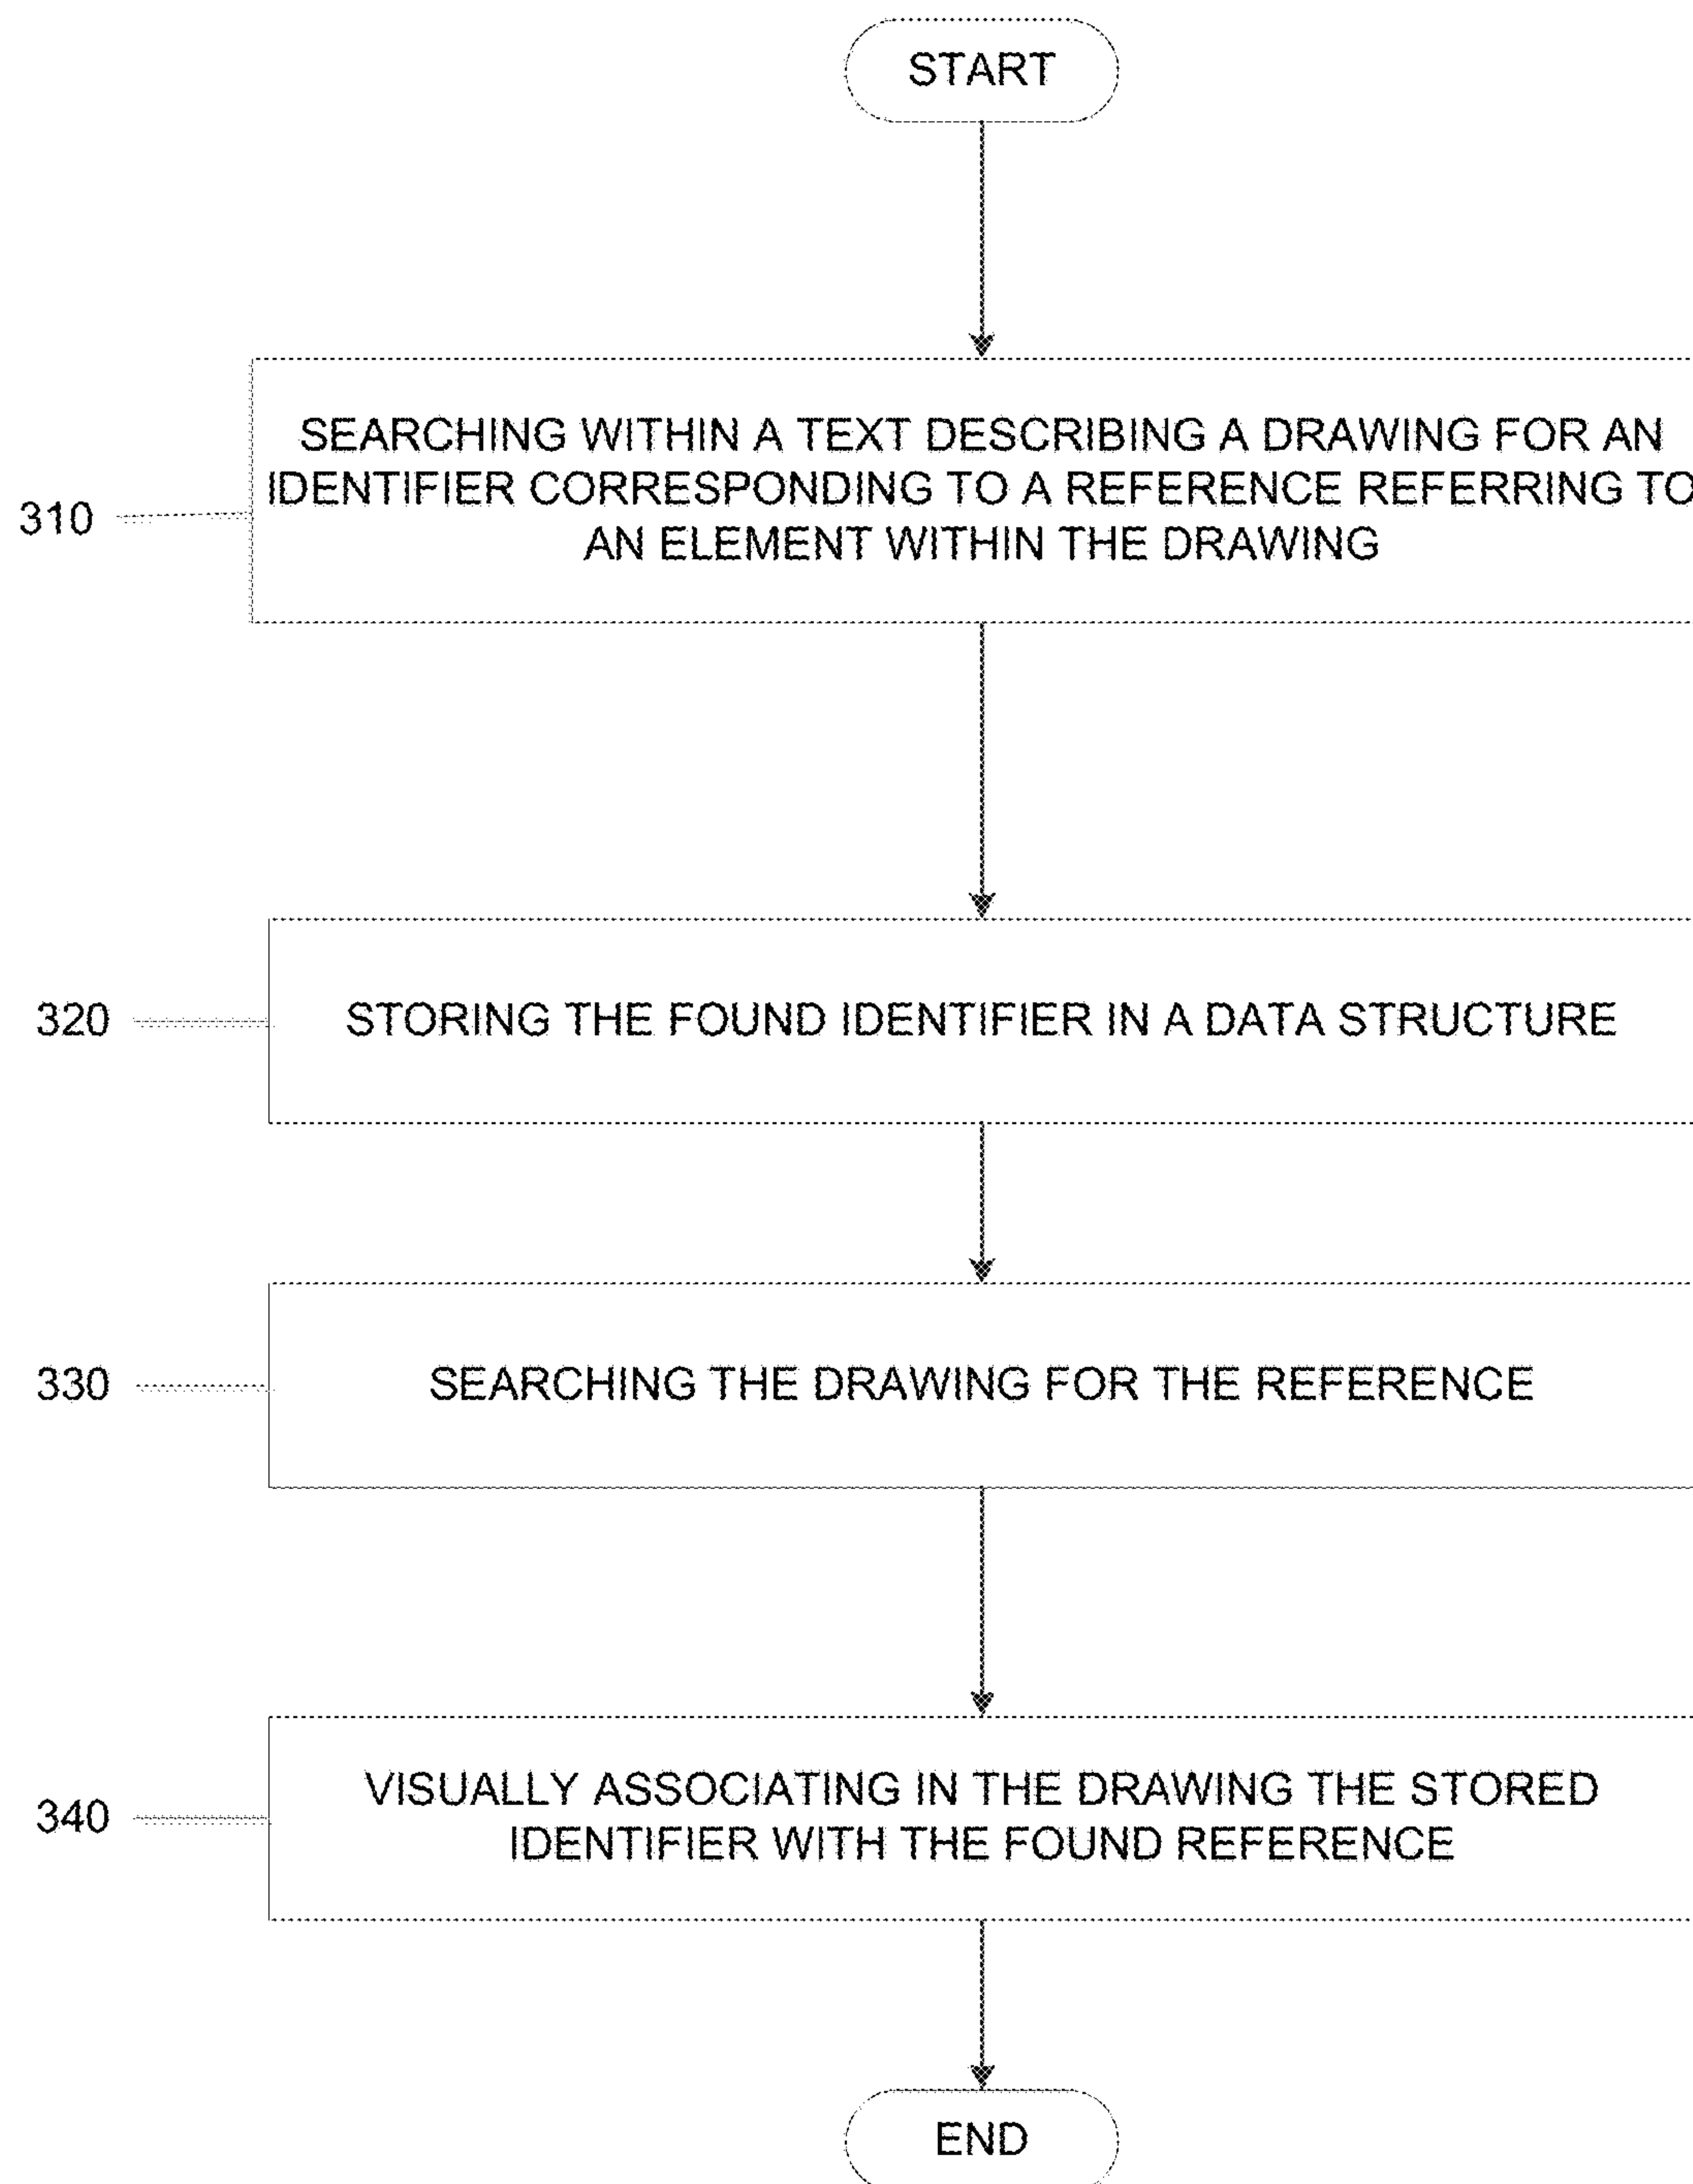 START
SEARCHING WITHIN A TEXT DESCRIBING A DRAWING FOR AN
IDENTIFIER CORRESPONDING TO A REFERENCE REFERRING TO
AN ELEMENT WITHIN THE DRAWING
310
320
STORING THE FOUND IDENTIFIER IN A DATA STRUCTURE
330
SEARCHING THE DRAWING FOR THE REFERENCE
340
VISUALLY ASSOCIATING IN THE DRAWING THE STORED
IDENTIFIER WITH THE FOUND REFERENCE
END